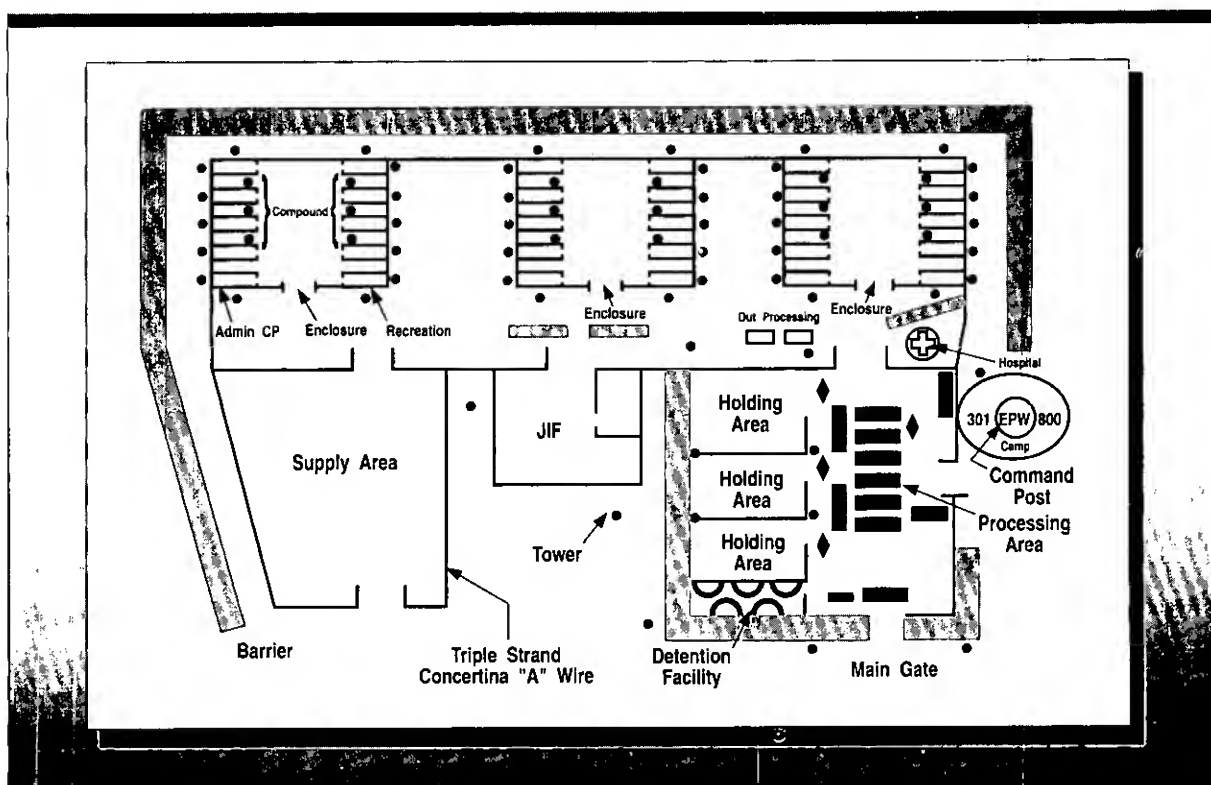 Compound
Admin CP
Enclosure
Recreation
Enclosure
Out Processing
Enclosure
Hospital
Holding
Area
JIF
301 EPW 800
Camp
Supply Area
Command
Post
Holding
Area
Processing
Area
Tower
Holding
Area
Barrier
Triple Strand
Concertina "A" Wire
Detention
Facility
Main Gate